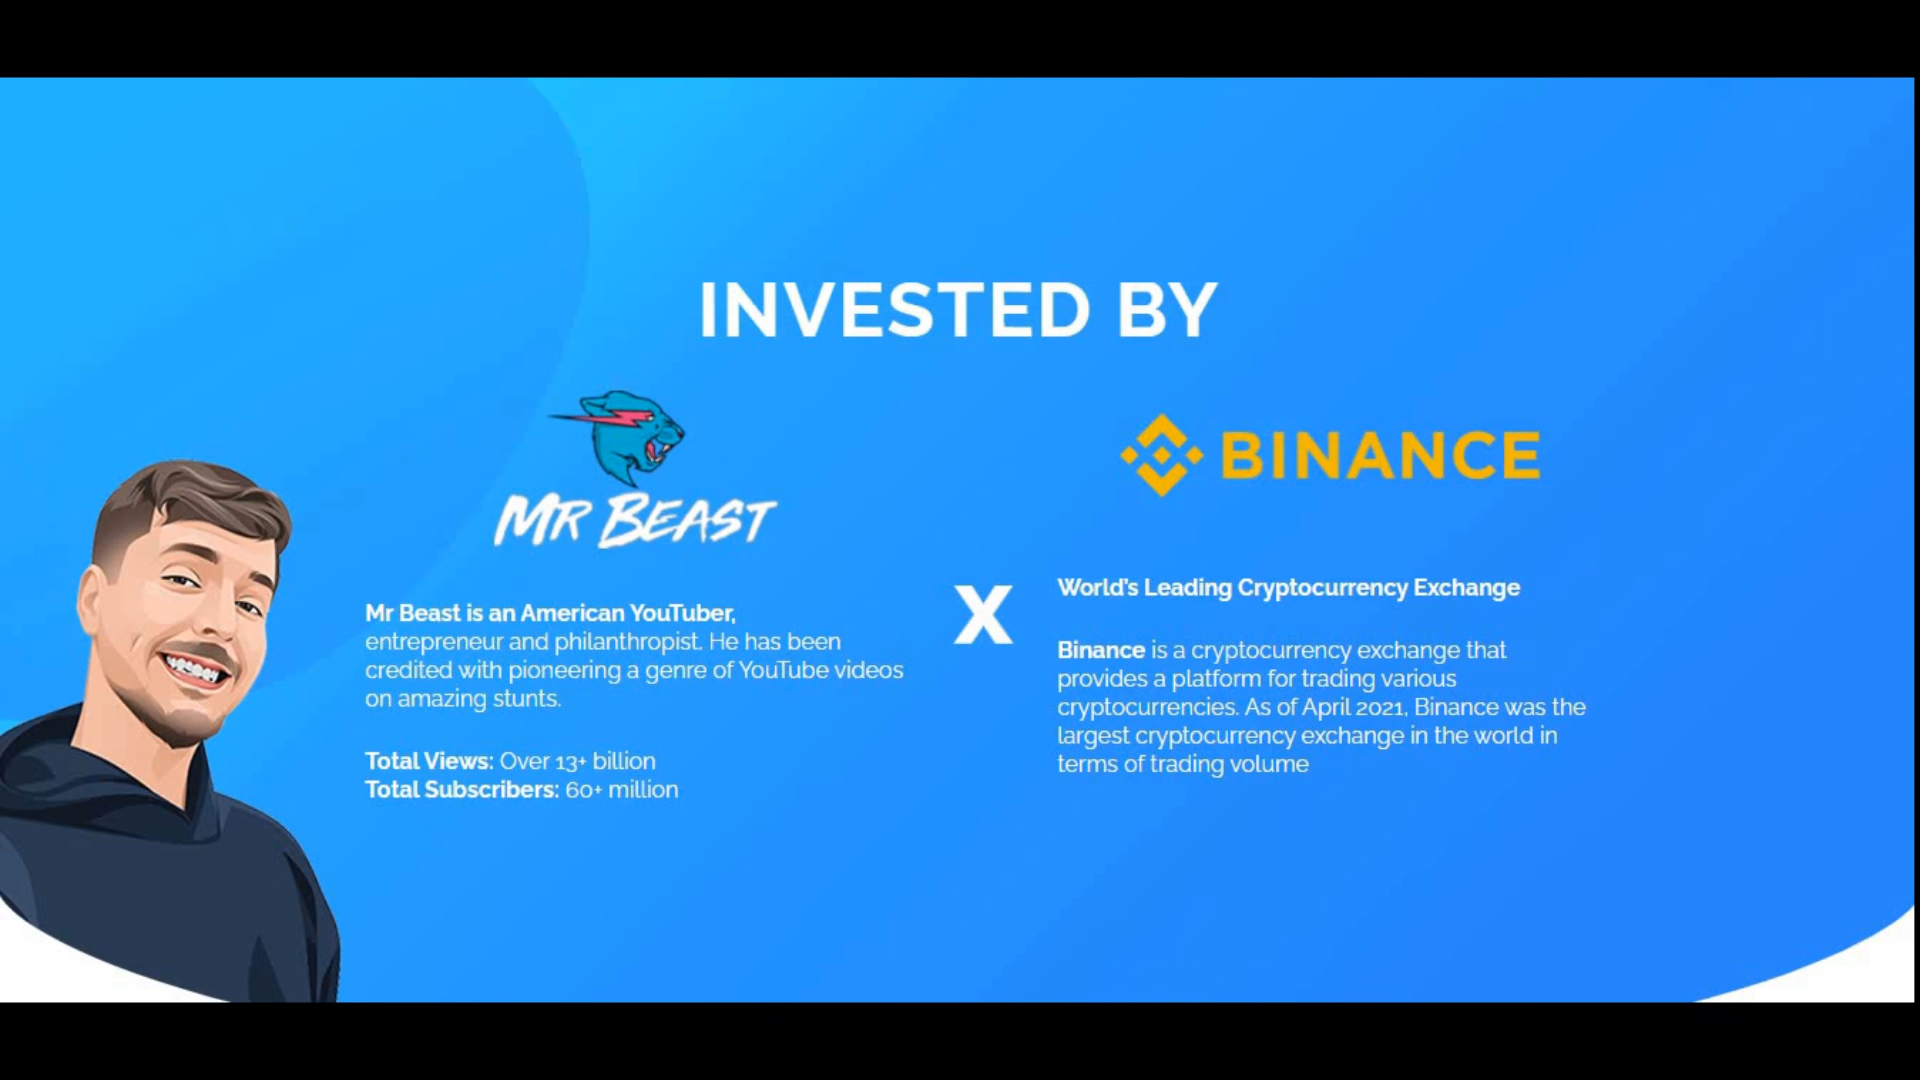 INVESTED BY
MR BEAST
Mr Beast is an American YouTuber,
entrepreneur and philanthropist. He has been
credited with pioneering a genre of YouTube videos
on amazing stunts.
Total Views: Over 13+ billion
Total Subscribers: 60+ million
X
BINANCE
World's Leading Cryptocurrency Exchange
Binance is a cryptocurrency exchange that
provides a platform for trading various
cryptocurrencies. As of April 2021, Binance was the
largest cryptocurrency exchange in the world in
terms of trading volume